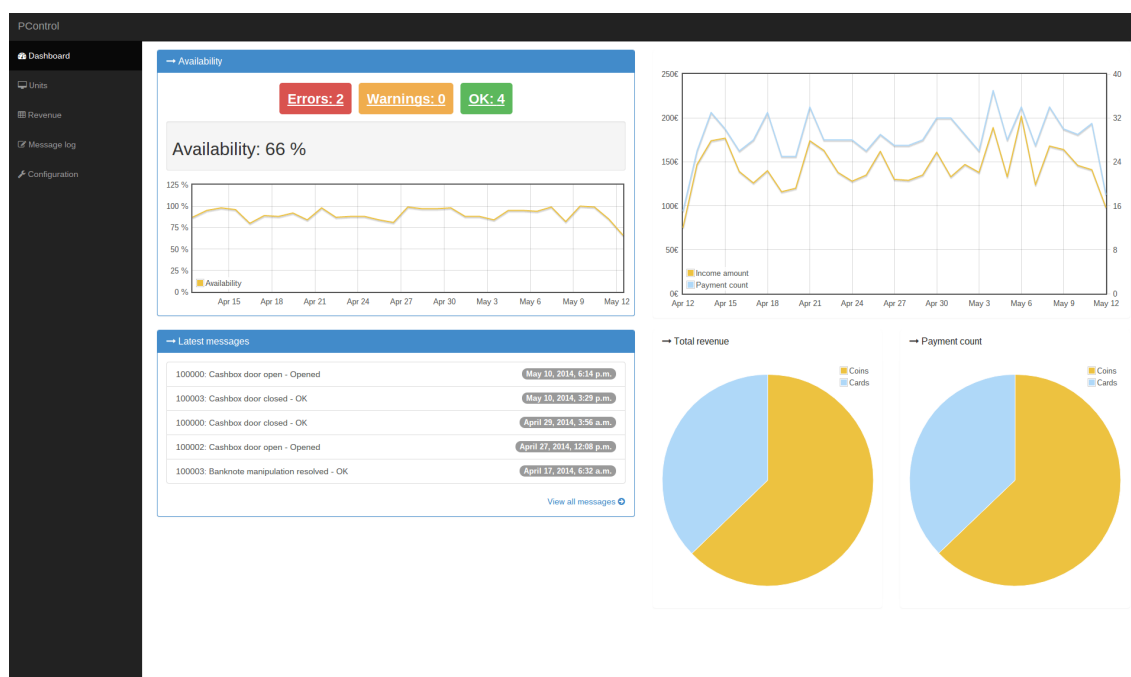 PControl
Dashboard
Units
Revenue
Message log
Configuration
→ Availability
Errors: 2 Warnings: 0 OK: 4
Availability: 66 %
125 %
100 %
75 %
50 %
25 %
0 %
Availability
Apr 15 Apr 18 Apr 21 Apr 24 Apr 27 Apr 30 May 3 May 6 May 9 May 12
→ Latest messages
100000: Cashbox door open - Opened May 10, 2014, 6:14 p.m.
100003: Cashbox door closed - OK May 10, 2014, 3:29 p.m.
100000: Cashbox door closed - OK April 29, 2014, 3:56 a.m.
100002: Cashbox door open - Opened April 27, 2014, 12:08 p.m.
100003: Banknote manipulation resolved - OK April 17, 2014, 6:32 a.m.
View all messages
250€ 40
200€ 32
150€ 24
100€ 16
50€ 8
0€ 0
Income amount
Payment count
Apr 12 Apr 15 Apr 18 Apr 21 Apr 24 Apr 27 Apr 30 May 3 May 6 May 9 May 12
→ Total revenue
Coins
Cards
→ Payment count
Coins
Cards